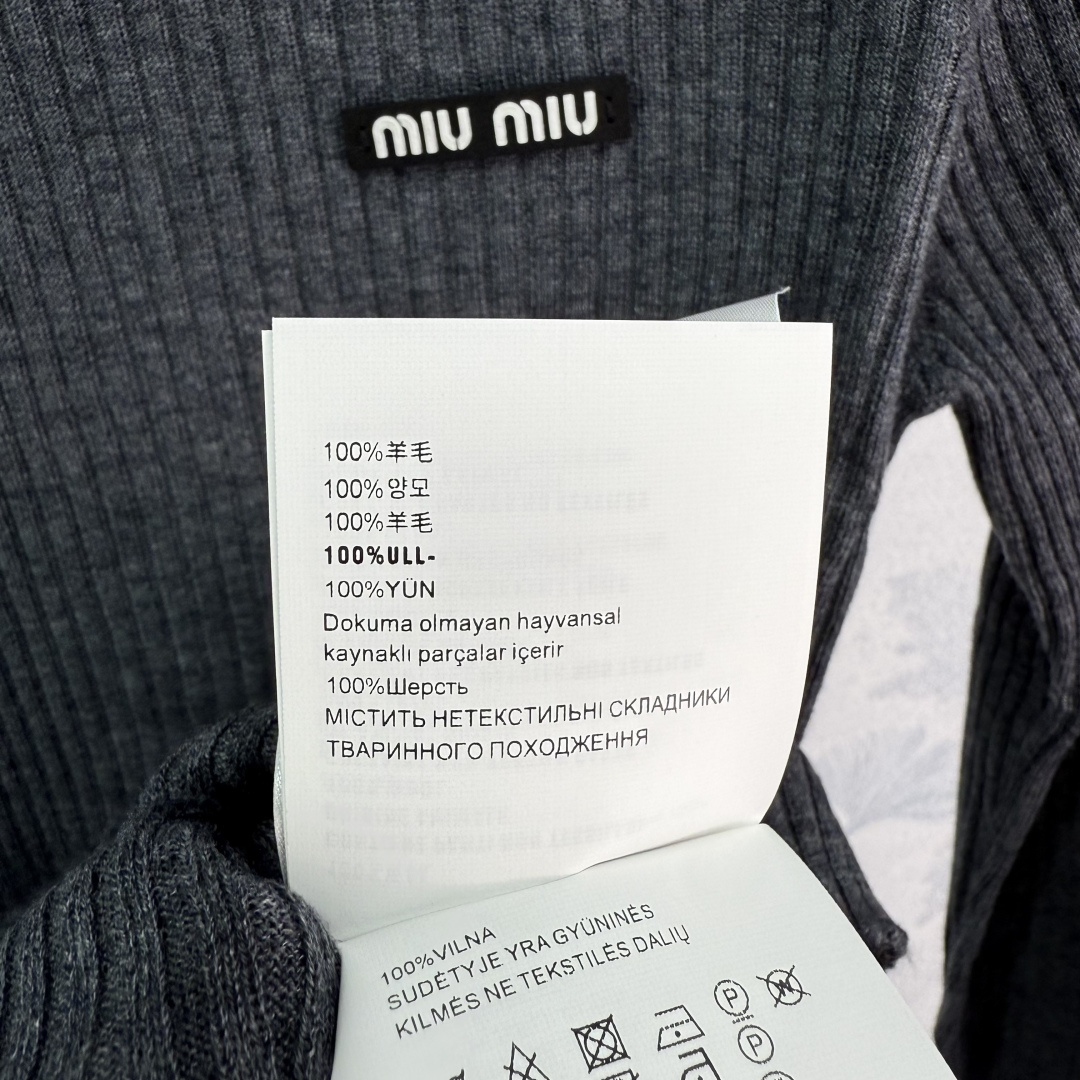 MIU MIU
100%羊毛
100%양모
100%羊毛
100%ULL-
100%YÜN
Dokuma olmayan hayvansal
kaynaklı parçalar içerir
100%Шерсть
МІСТИТЬ НЕТЕКСТИЛЬНІ СКЛАДНИКИ
ТВАРИННОГО ПОХОДЖЕННЯ
100%VILNA
SUDĖTYJE YRA GYÜNINĖS
KILMĖS NE TEKSTILĖS DALIŲ
P
W
P